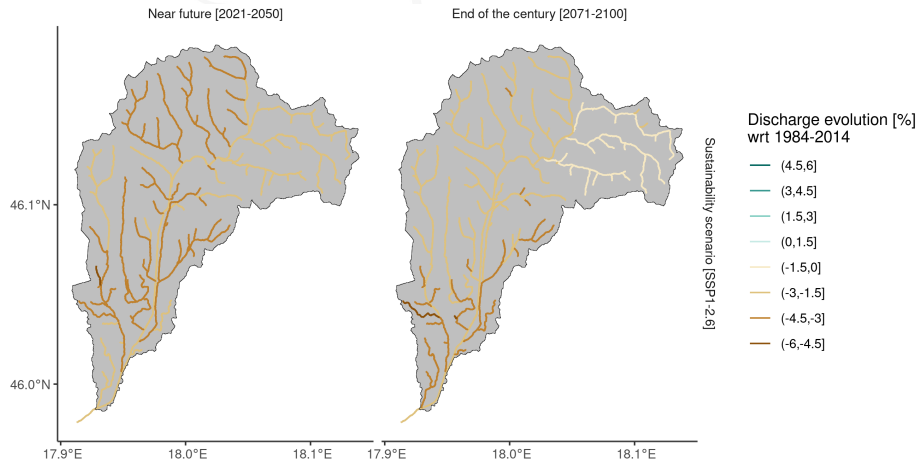 Near future [2021-2050]
End of the century [2071-2100]
46.1°N
46.0°N
17.9°E
18.0°E
18.1°E
17.9°E
18.0°E
18.1°E
Sustainability scenario [SSP1-2.6]
Discharge evolution [%]
wrt 1984-2014
(4.5,6]
(3,4.5]
(1.5,3]
(0,1.5]
(-1.5,0]
(-3,-1.5]
(-4.5,-3]
(-6,-4.5]